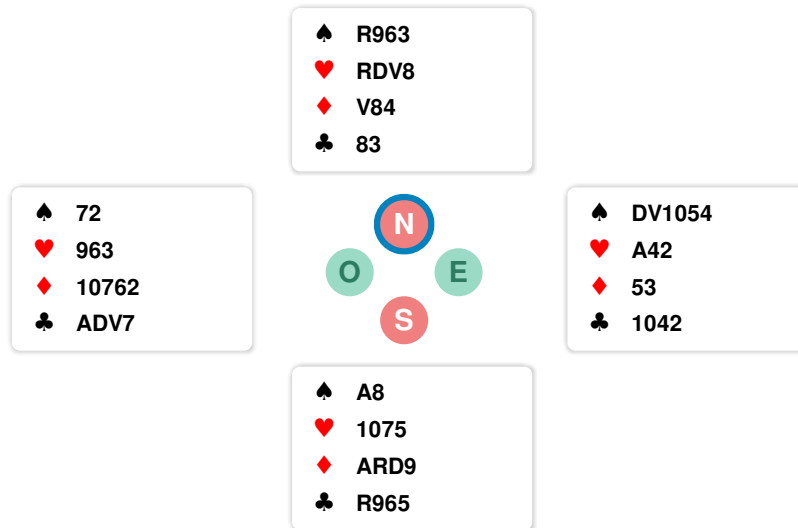 ♠ R963
♥ RDV8
♦ V84
♣ 83
♠ 72
♥ 963
♦ 10762
♣ ADV7
N
O E
S
♠ DV1054
♥ A42
♦ 53
♣ 1042
♠ A8
♥ 1075
♦ ARD9
♣ R965